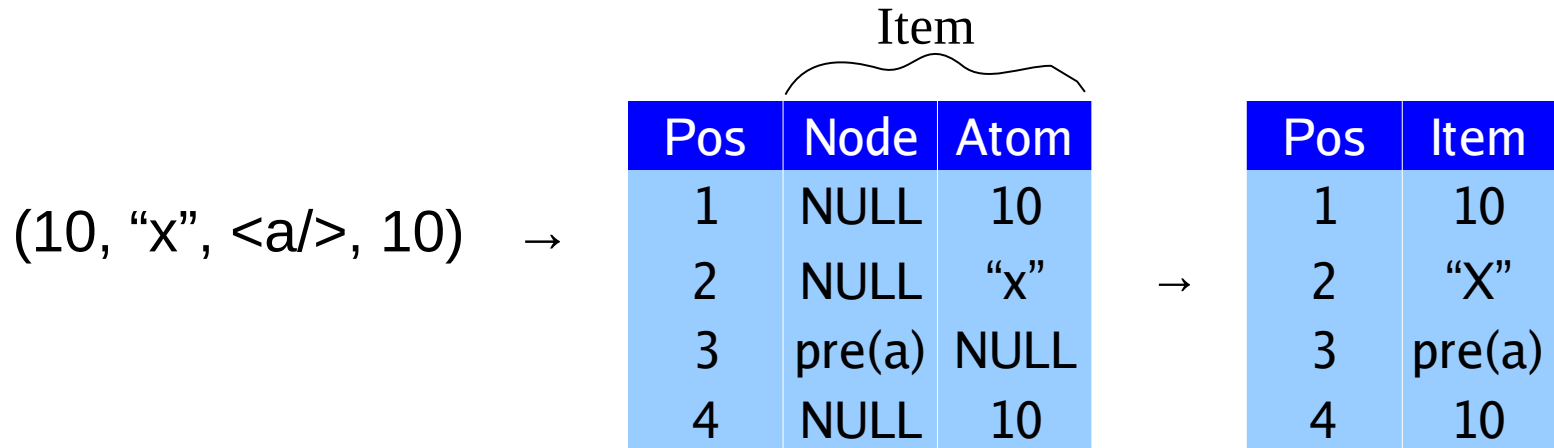 Item
Pos Node Atom
1 NULL 10
2 NULL “x”
3 pre(a) NULL
4 NULL 10
(10, “x”, <a/>, 10) →
→
Pos Item
1 10
2 “X”
3 pre(a)
4 10